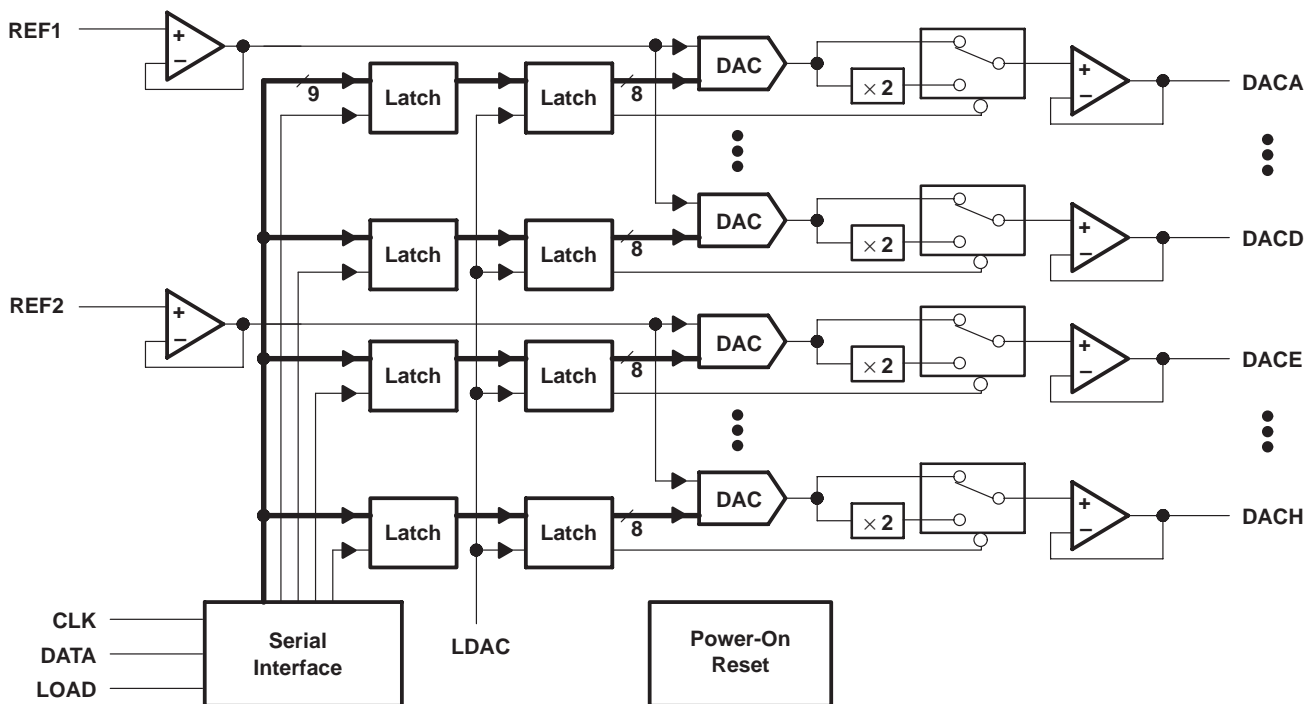 REF1
+
−
9
Latch
Latch
8
DAC
× 2
+
−
DACA
Latch
Latch
8
DAC
× 2
+
−
DACD
REF2
+
−
Latch
Latch
8
DAC
× 2
+
−
DACE
Latch
Latch
8
DAC
× 2
+
−
DACH
CLK
DATA
LOAD
Serial
Interface
LDAC
Power-On
Reset